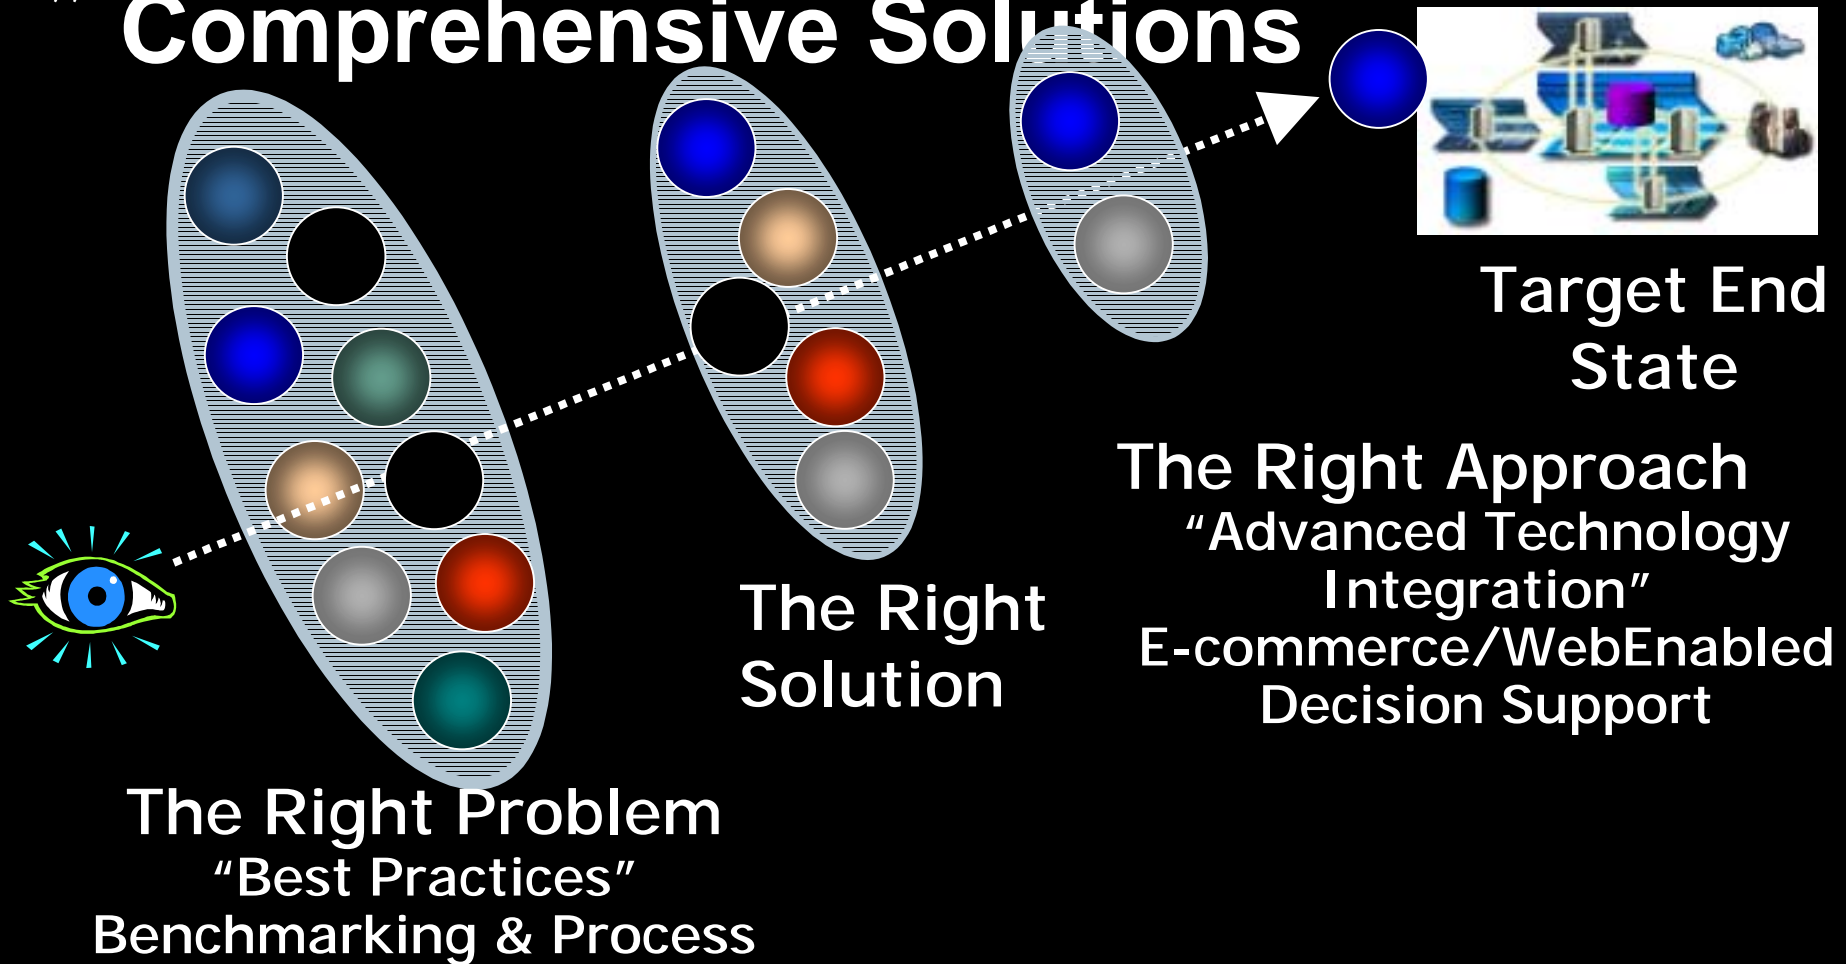 Comprehensive Solutions
Target End
State
The Right Approach
“Advanced Technology
Integration”
E-commerce/WebEnabled
Decision Support
The Right
Solution
The Right Problem
“Best Practices”
Benchmarking & Process